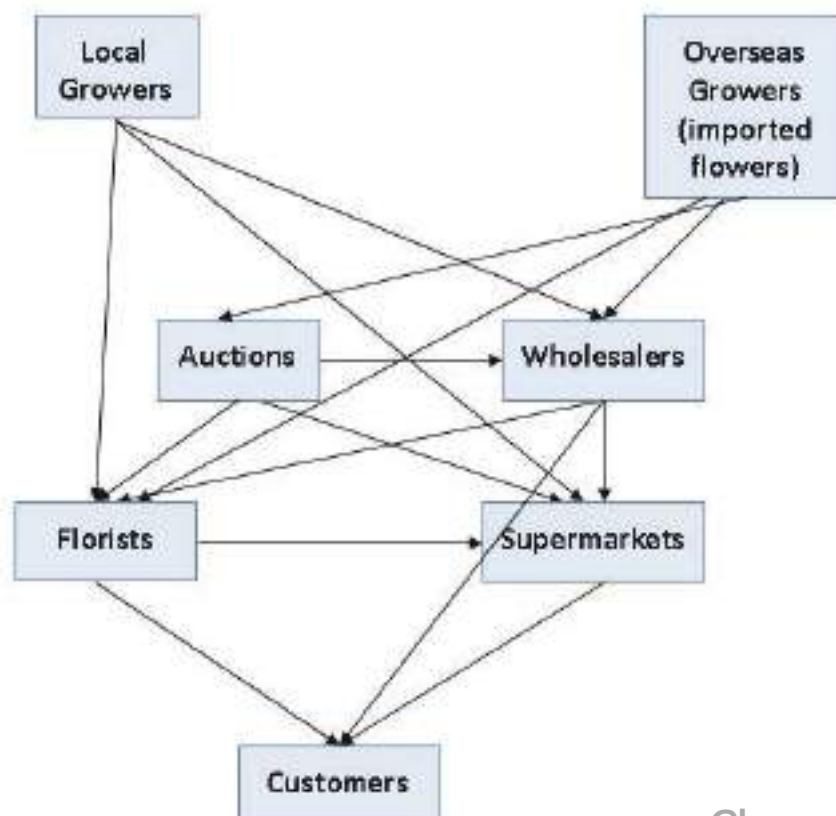 Local
Growers
Overseas
Growers
(imported
flowers)
Auctions
Wholesalers
Florists
Supermarkets
Customers